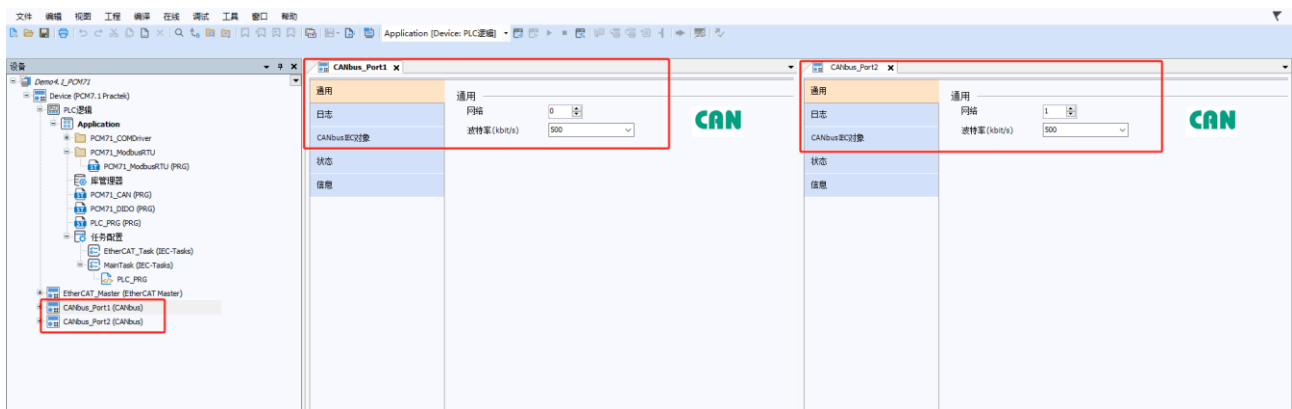 文件 编辑 视图 工程 编译 在线 调试 工具 窗口 帮助
Application [Device: PLC逻辑]
设备
Demo4.1_PCM71
Device (PCM7.1 Practek)
PLC逻辑
Application
PCM71_COMDriver
PCM71_ModbusRTU
PCM71_ModbusRTU (PRG)
库管理器
PCM71_CAN (PRG)
PCM71_DIDO (PRG)
PLC_PRG (PRG)
任务配置
EtherCAT_Task (IEC-Tasks)
MainTask (IEC-Tasks)
PLC_PRG
EtherCAT_Master (EtherCAT Master)
CANbus_Port1 (CANbus)
CANbus_Port2 (CANbus)
CANbus_Port1
通用
日志
CANbus IEC对象
状态
信息
通用
网络 0
波特率(kbit/s) 500
CAN
CANbus_Port2
通用
日志
CANbus IEC对象
状态
信息
通用
网络 1
波特率(kbit/s) 500
CAN